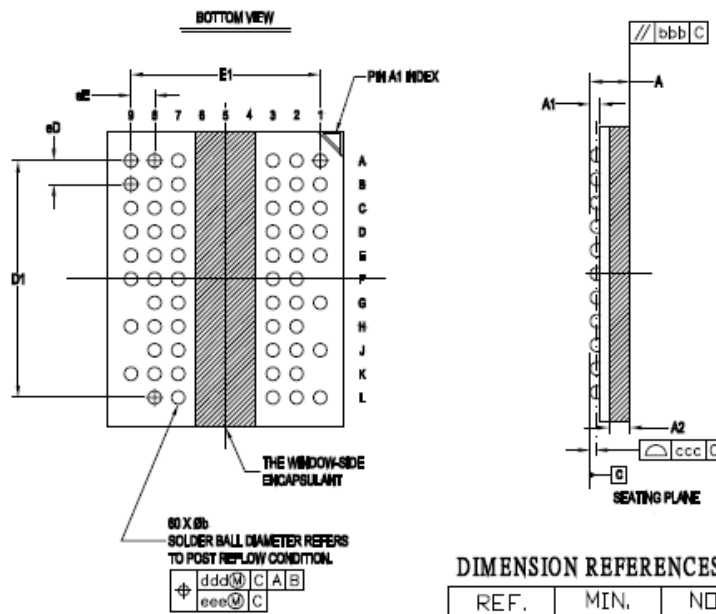 BOTTOM VIEW
// bbb C
E1
PIN A1 INDEX
A
eE
A1
9 8 7 6 5 4 3 2 1
eD
A
B
C
D
E
F
D1
G
H
J
K
A2
L
ccc
THE WINDOW-SIDE
ENCAPSULANT
C
SEATING PLANE
60 X Øb
SOLDER BALL DIAMETER REFERS
TO POST REFLOW CONDITION.
ddd Ⓜ C A B
eee Ⓜ C
DIMENSION REFERENCES
REF. MIN.